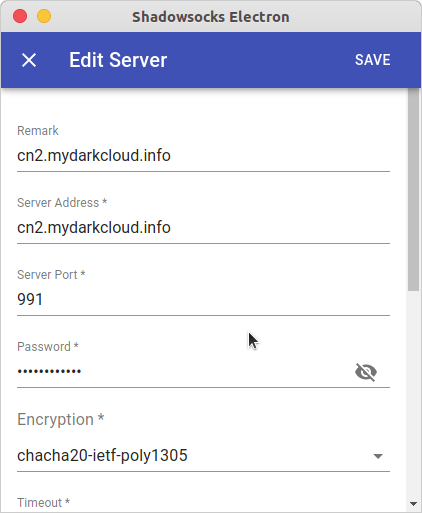 Shadowsocks Electron
Edit Server
SAVE
Remark
cn2.mydarkcloud.info
Server Address *
cn2.mydarkcloud.info
Server Port *
991
Password *
••••••••••••
Encryption *
chacha20-ietf-poly1305
Timeout *